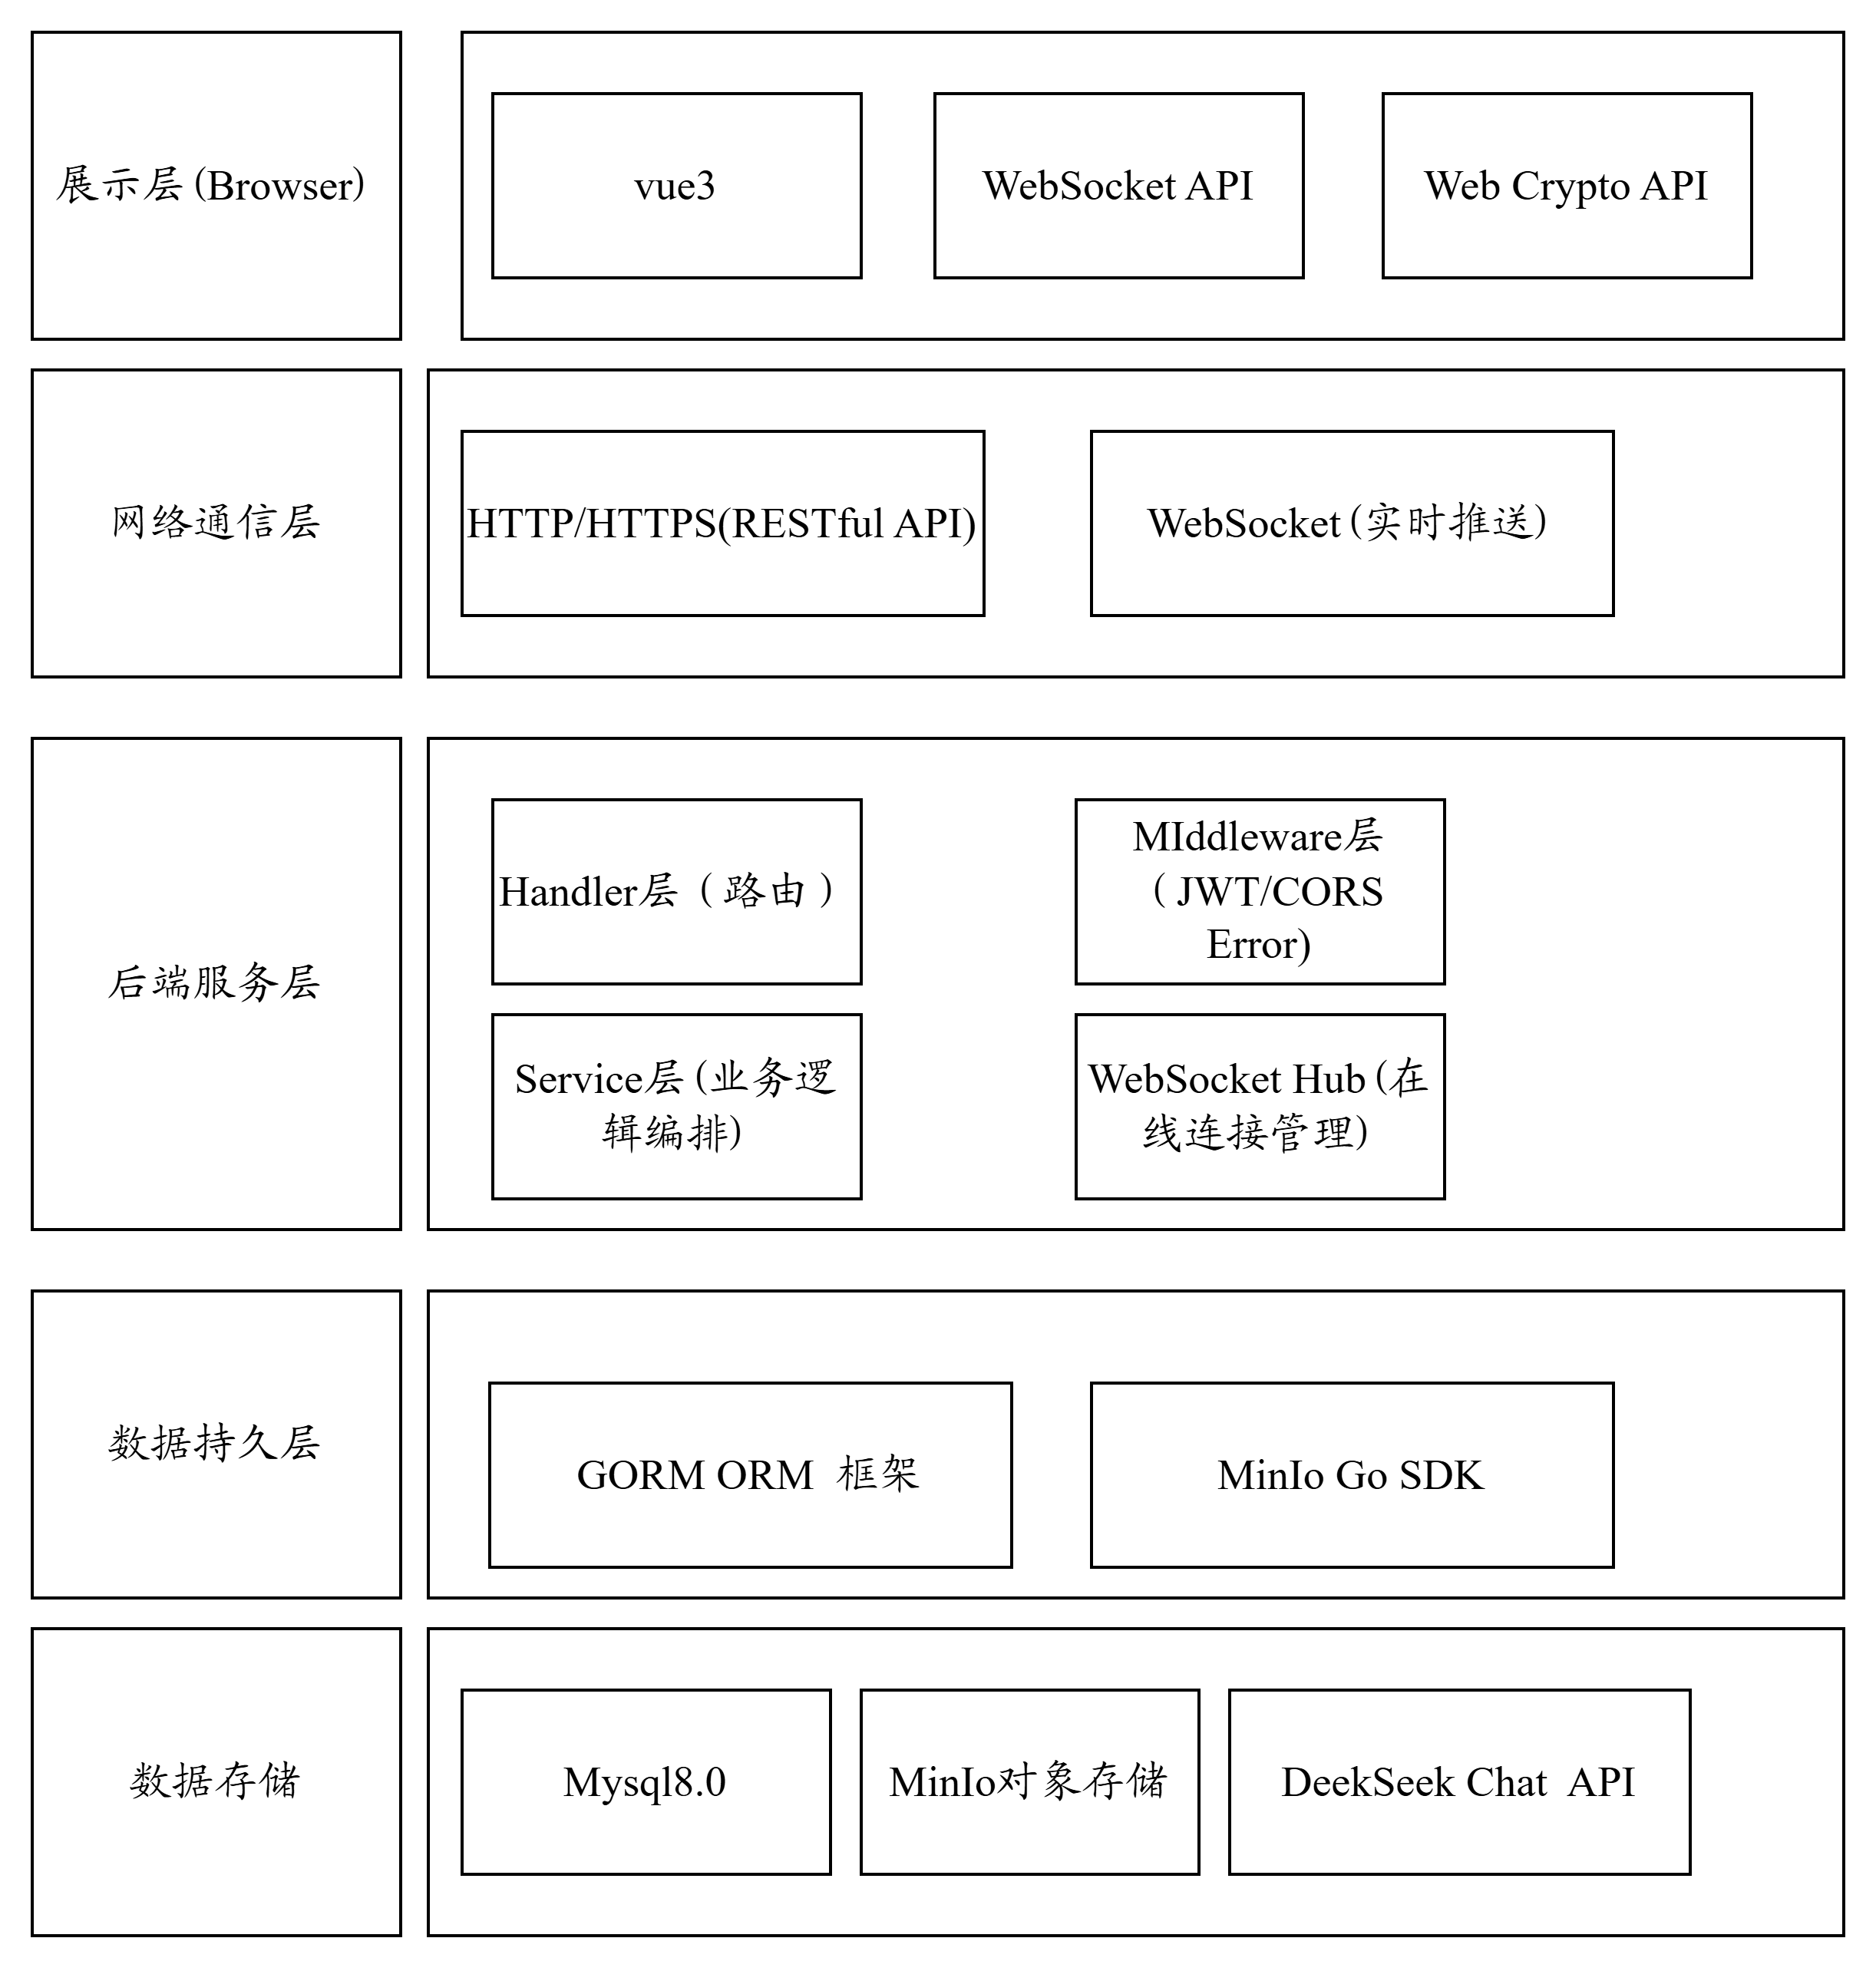 展示层(Browser)
vue3
WebSocket API
Web Crypto API
网络通信层
HTTP/HTTPS(RESTful API)
WebSocket(实时推送)
后端服务层
Handler层（路由）
MIddleware层
（JWT/CORS
Error)
Service层(业务逻
辑编排)
WebSocket Hub(在
线连接管理)
数据持久层
GORM ORM 框架
MinIo Go SDK
数据存储
Mysql8.0
MinIo对象存储
DeekSeek Chat API